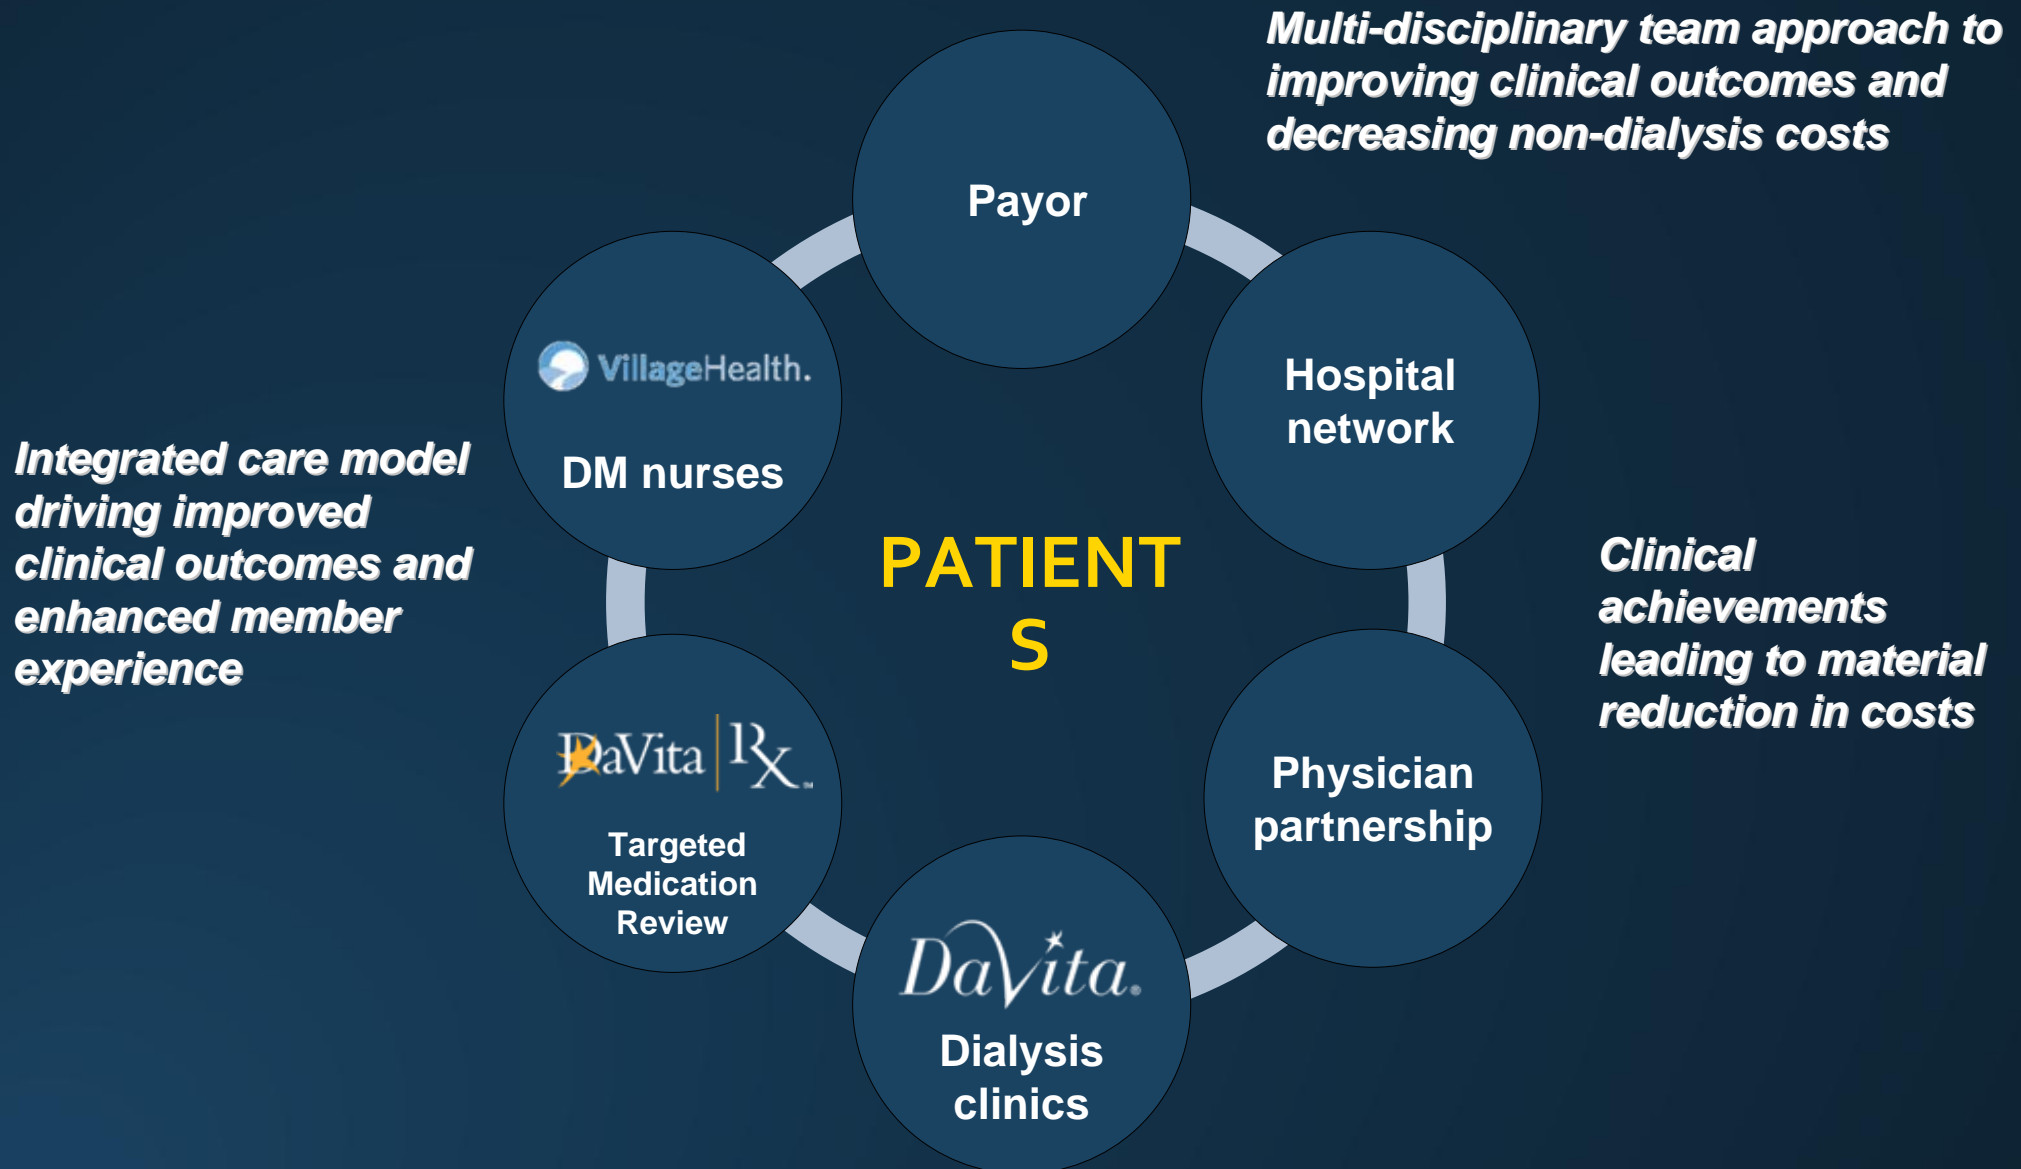 Multi-disciplinary team approach to
improving clinical outcomes and
decreasing non-dialysis costs
Payor
VillageHealth.
DM nurses
Hospital
network
Integrated care model
driving improved
clinical outcomes and
enhanced member
experience
PATIENT
S
Clinical
achievements
leading to material
reduction in costs
DaVita Rx™
Targeted
Medication
Review
Physician
partnership
DaVita®
Dialysis
clinics